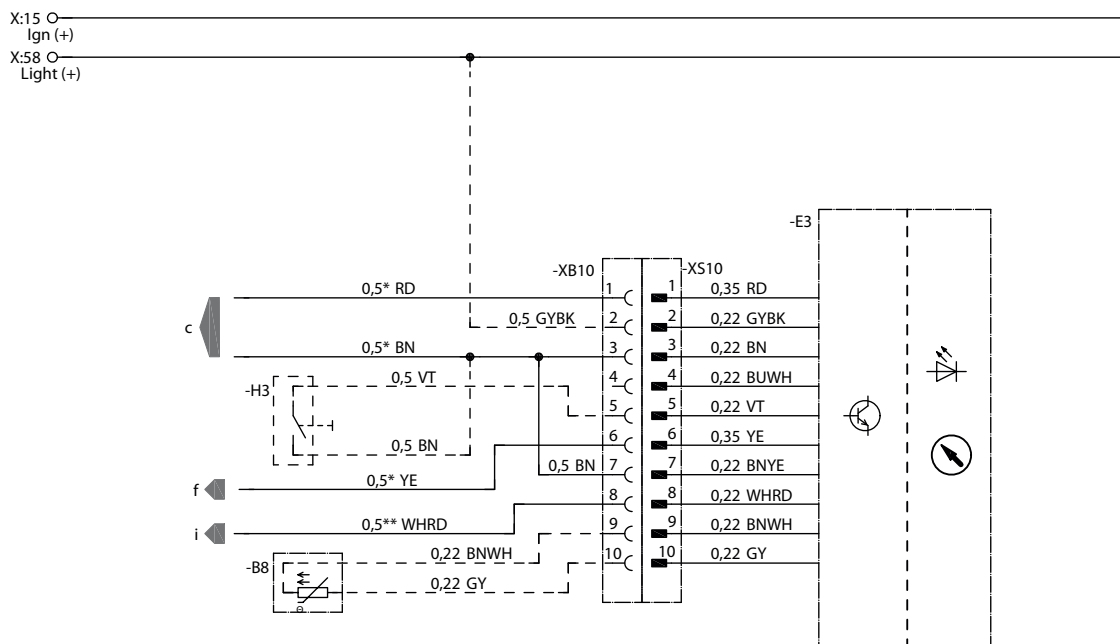 X:15
Ign (+)
X:58
Light (+)
-E3
-XB10
-XS10
c
0,5* RD
1
1
0,35 RD
0,5 GYBK
2
2
0,22 GYBK
0,5* BN
3
3
0,22 BN
-H3
0,5 VT
4
4
0,22 BUWH
5
5
0,22 VT
0,5 BN
6
6
0,35 YE
f
0,5* YE
0,5 BN
7
7
0,22 BNYE
8
8
0,22 WHRD
i
0,5** WHRD
9
9
0,22 BNWH
-B8
0,22 BNWH
10
10
0,22 GY
0,22 GY
Θ